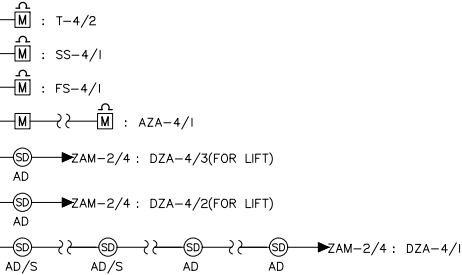 M : T-4/2
M : SS-4/1
M : FS-4/1
M M : AZA-4/1
SD ZAM-2/4 : DZA-4/3(FOR LIFT)
AD
SD ZAM-2/4 : DZA-4/2(FOR LIFT)
AD
SD SD SD SD ZAM-2/4 : DZA-4/1
AD/S AD/S AD AD